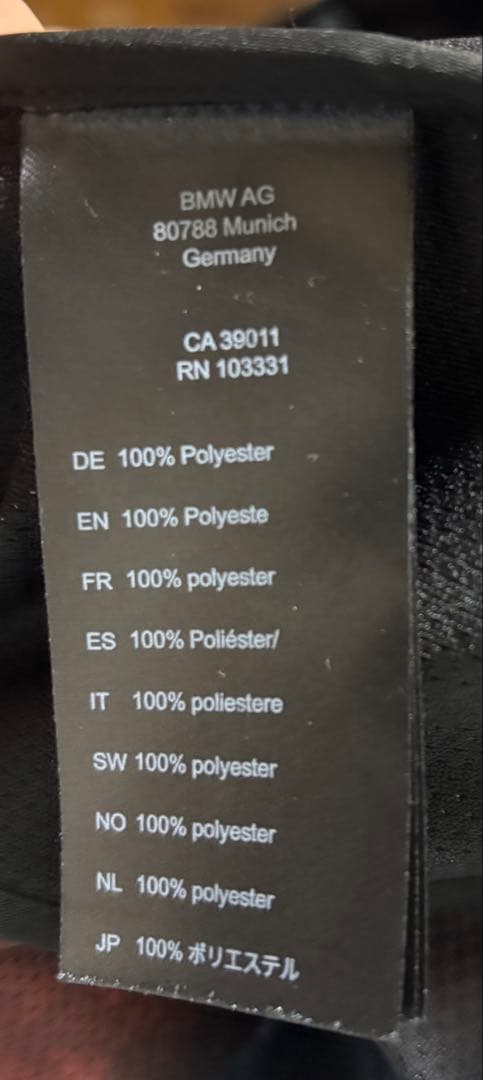 BMW AG
80788 Munich
Germany
CA 39011
RN 103331
DE 100% Polyester
EN 100% Polyeste
FR 100% polyester
ES 100% Poliéster/
IT 100% poliestere
SW 100% polyester
NO 100% polyester
NL 100% polyester
JP 100% ポリエステル